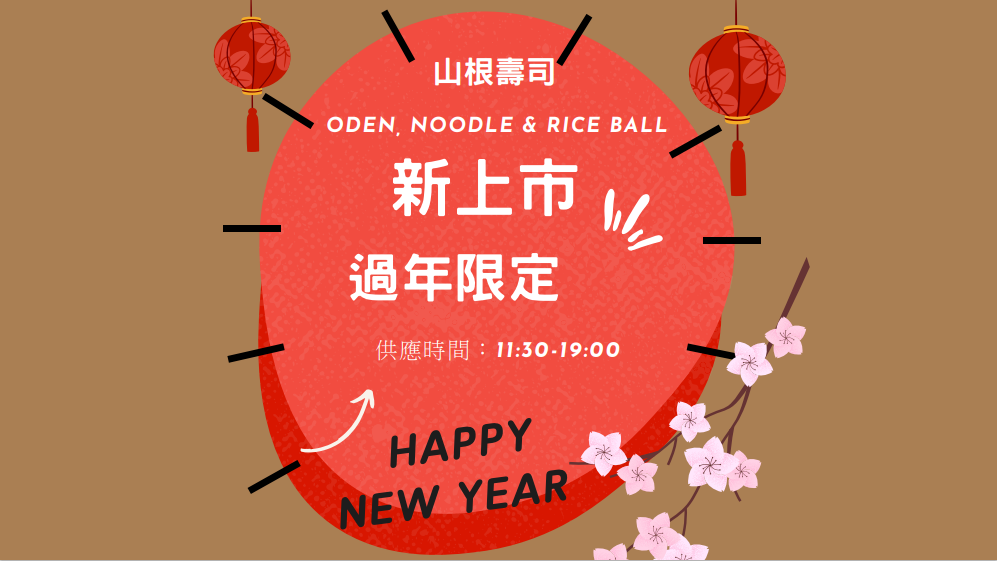 山根壽司
ODEN, NOODLE & RICE BALL
新上市
過年限定
供應時間：11:30-19:00
HAPPY
NEW YEAR